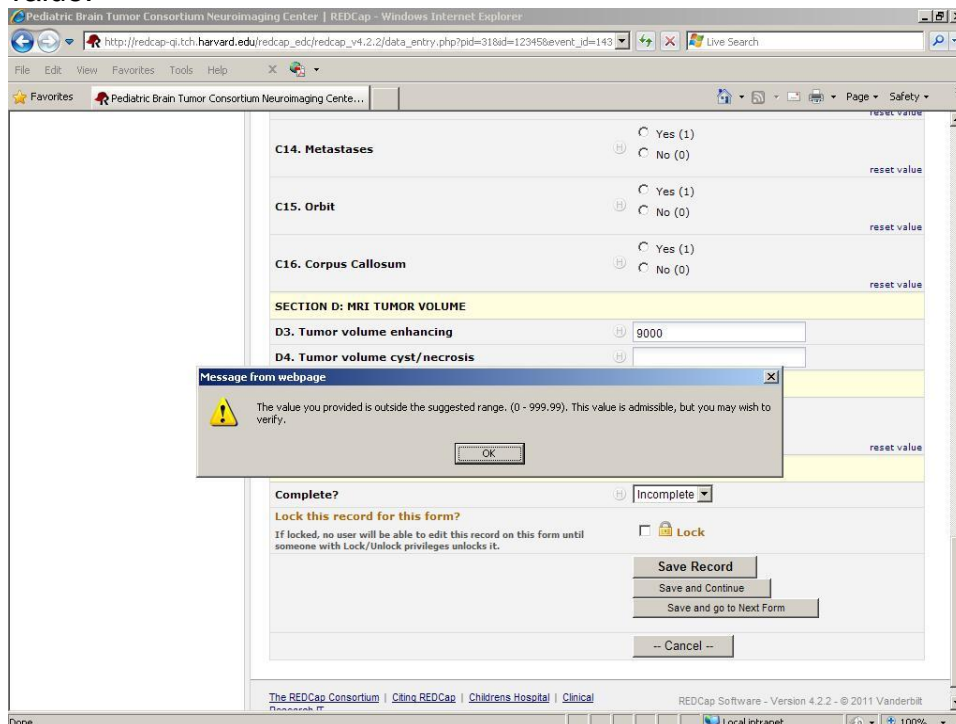 value.
Pediatric Brain Tumor Consortium Neuroimaging Center | REDCap - Windows Internet Explorer
http://redcap-qi.tch.harvard.edu/redcap_edc/redcap_v4.2.2/data_entry.php?pid=31&id=12345&event_id=143
Live Search
File Edit View Favorites Tools Help
Favorites
Pediatric Brain Tumor Consortium Neuroimaging Cente...
Page Safety
reset value
C14. Metastases
H
Yes (1)
No (0)
reset value
C15. Orbit
H
Yes (1)
No (0)
reset value
C16. Corpus Callosum
H
Yes (1)
No (0)
reset value
SECTION D: MRI TUMOR VOLUME
D3. Tumor volume enhancing H 9000
D4. Tumor volume cyst/necrosis H
Message from webpage
The value you provided is outside the suggested range. (0 - 999.99). This value is admissible, but you may wish to
verify.
OK
reset value
Complete? H Incomplete
Lock this record for this form?
If locked, no user will be able to edit this record on this form until
someone with Lock/Unlock privileges unlocks it.
Lock
Save Record
Save and Continue
Save and go to Next Form
-- Cancel --
The REDCap Consortium | Citing REDCap | Childrens Hospital | Clinical
Research IT
REDCap Software - Version 4.2.2 - © 2011 Vanderbilt
Done
Local intranet
100%